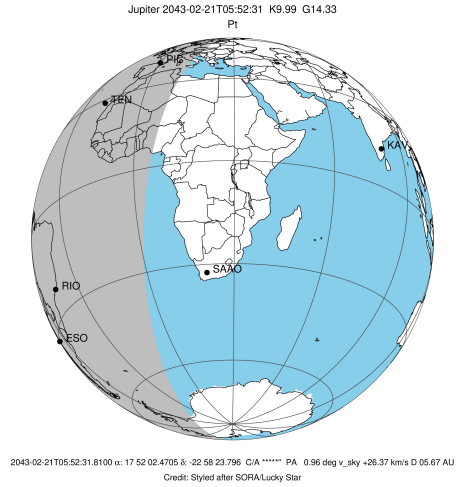 Jupiter 2043-02-21T05:52:31 K9.99 G14.33
Pt
PIC
TEN
KAV
SAAO
RIO
ESO
2043-02-21T05:52:31.8100 α: 17 52 02.4705 δ: -22 58 23.796 C/A *****" PA 0.96 deg v_sky +26.37 km/s D 05.67 AU
Credit: Styled after SORA/Lucky Star